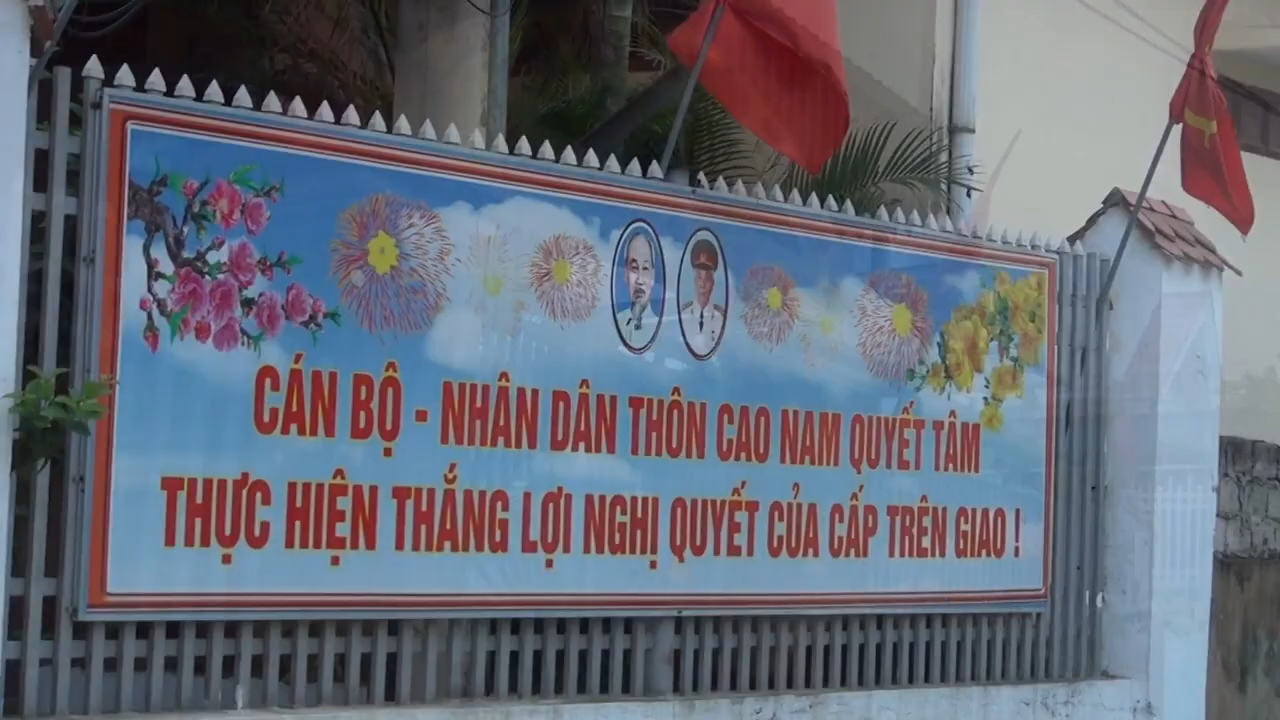 CÁN BỘ - NHÂN DÂN THÔN CAO NAM QUYẾT TÂM
THỰC HIỆN THẮNG LỢI NGHỊ QUYẾT CỦA CẤP TRÊN GIAO !